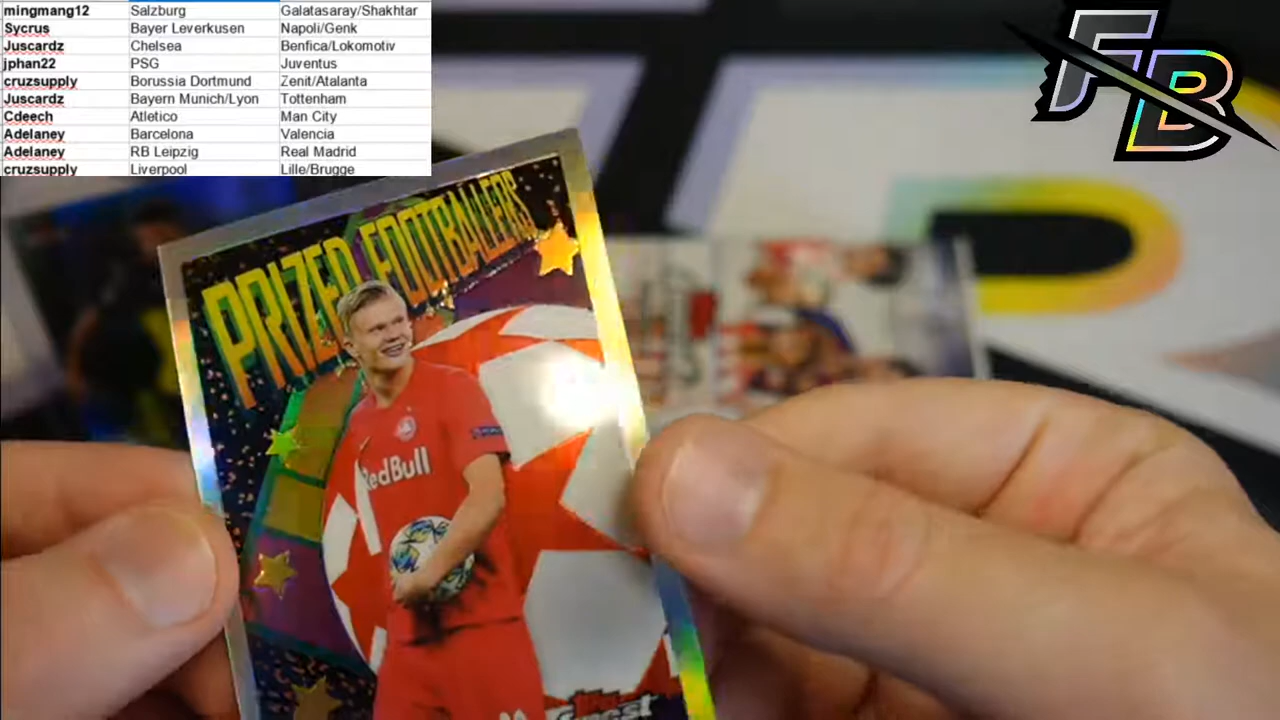 mingmang12 Salzburg Galatasaray/Shakhtar
Sycrus Bayer Leverkusen Napoli/Genk
Juscardz Chelsea Benfica/Lokomotiv
jphan22 PSG Juventus
cruzsupply Borussia Dortmund Zenit/Atalanta
Juscardz Bayern Munich/Lyon Tottenham
Cdeech Atletico Man City
Adelaney Barcelona Valencia
Adelaney RB Leipzig Real Madrid
cruzsupply Liverpool Lille/Brugge
FB
PRIZED FOOTBALLERS
RedBull
Finest